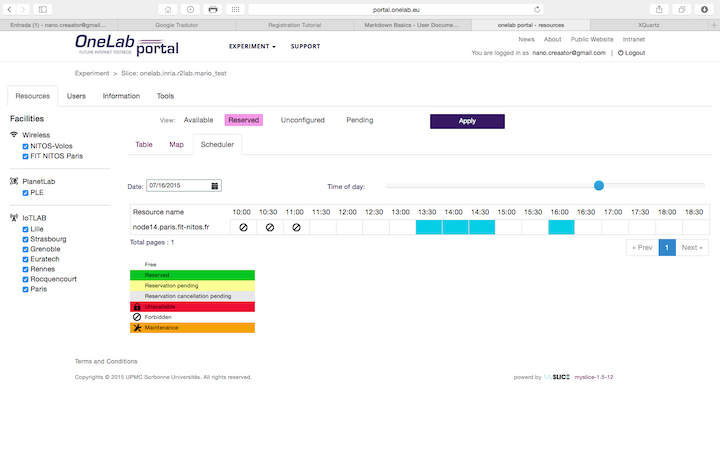 portal.onelab.eu
Entrada (1) - nano.creaator@gmail....
Google Tradutor
Registration Tutorial
Markdown Basics - User Docume...
onelab portal - resources
XQuartz
OneLab portal
FUTURE INTERNET TESTBEDS
EXPERIMENT
SUPPORT
News About Public Website Intranet
You are logged in as nano.creaator@gmail.com | Logout
Experiment > Slice: onelab.inria.r2lab.mario_test
Resources Users Information Tools
Facilities
Wireless
NITOS-Volos
FIT NITOS Paris
PlanetLab
PLE
IoTLAB
Lille
Strasbourg
Grenoble
Euratech
Rennes
Rocquencourt
Paris
View: Available Reserved Unconfigured Pending Apply
Table Map Scheduler
Date: 07/16/2015 Time of day:
Resource name 10:00 10:30 11:00 11:30 12:00 12:30 13:00 13:30 14:00 14:30 15:00 15:30 16:00 16:30 17:00 17:30 18:00 18:30
node14.paris.fit-nitos.fr
Total pages : 1
« Prev 1 Next »
Free
Reserved
Reservation pending
Reservation cancellation pending
Unavailable
Forbidden
Maintenance
Terms and Conditions
Copyrights © 2015 UPMC Sorbonne Universités. All rights reserved.
powerd by MYSLICE myslice-1.5-12